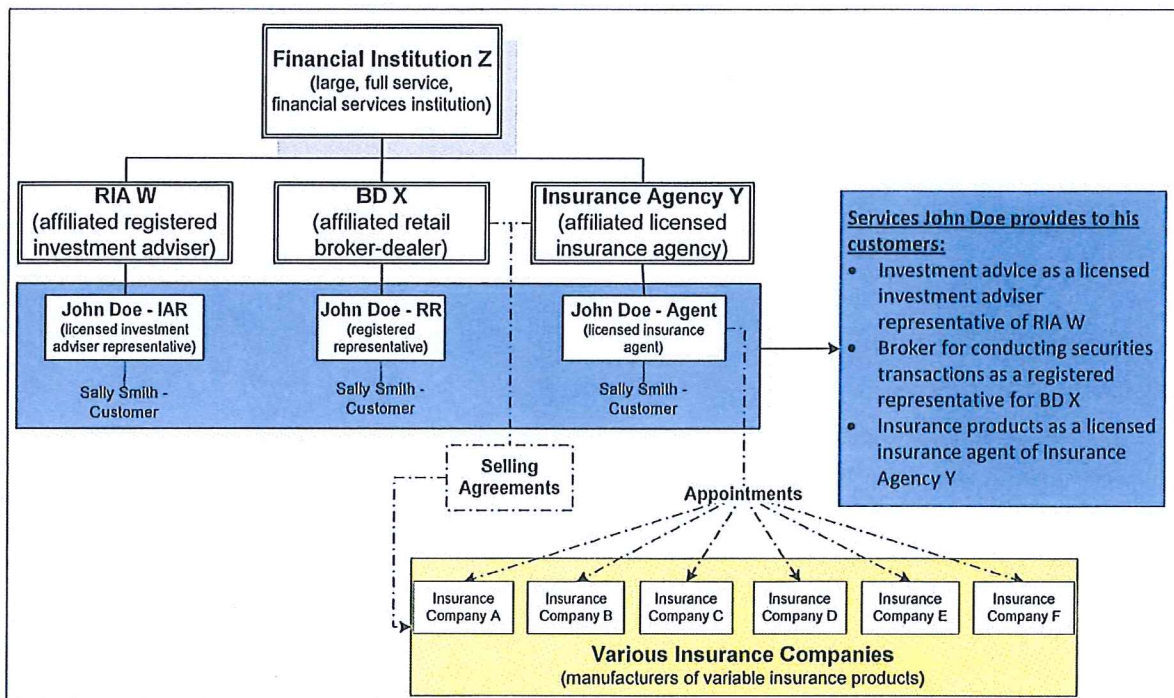 Financial Institution Z
(large, full service,
financial services institution)
RIA W
(affiliated registered
investment adviser)
BD X
(affiliated retail
broker-dealer)
Insurance Agency Y
(affiliated licensed
insurance agency)
John Doe - IAR
(licensed investment
adviser representative)
John Doe - RR
(registered
representative)
John Doe - Agent
(licensed insurance
agent)
Sally Smith -
Customer
Sally Smith -
Customer
Sally Smith -
Customer
Services John Doe provides to his
customers:
• Investment advice as a licensed
investment adviser
representative of RIA W
• Broker for conducting securities
transactions as a registered
representative for BD X
• Insurance products as a licensed
insurance agent of Insurance
Agency Y
Selling
Agreements
Appointments
Insurance
Company A
Insurance
Company B
Insurance
Company C
Insurance
Company D
Insurance
Company E
Insurance
Company F
Various Insurance Companies
(manufacturers of variable insurance products)